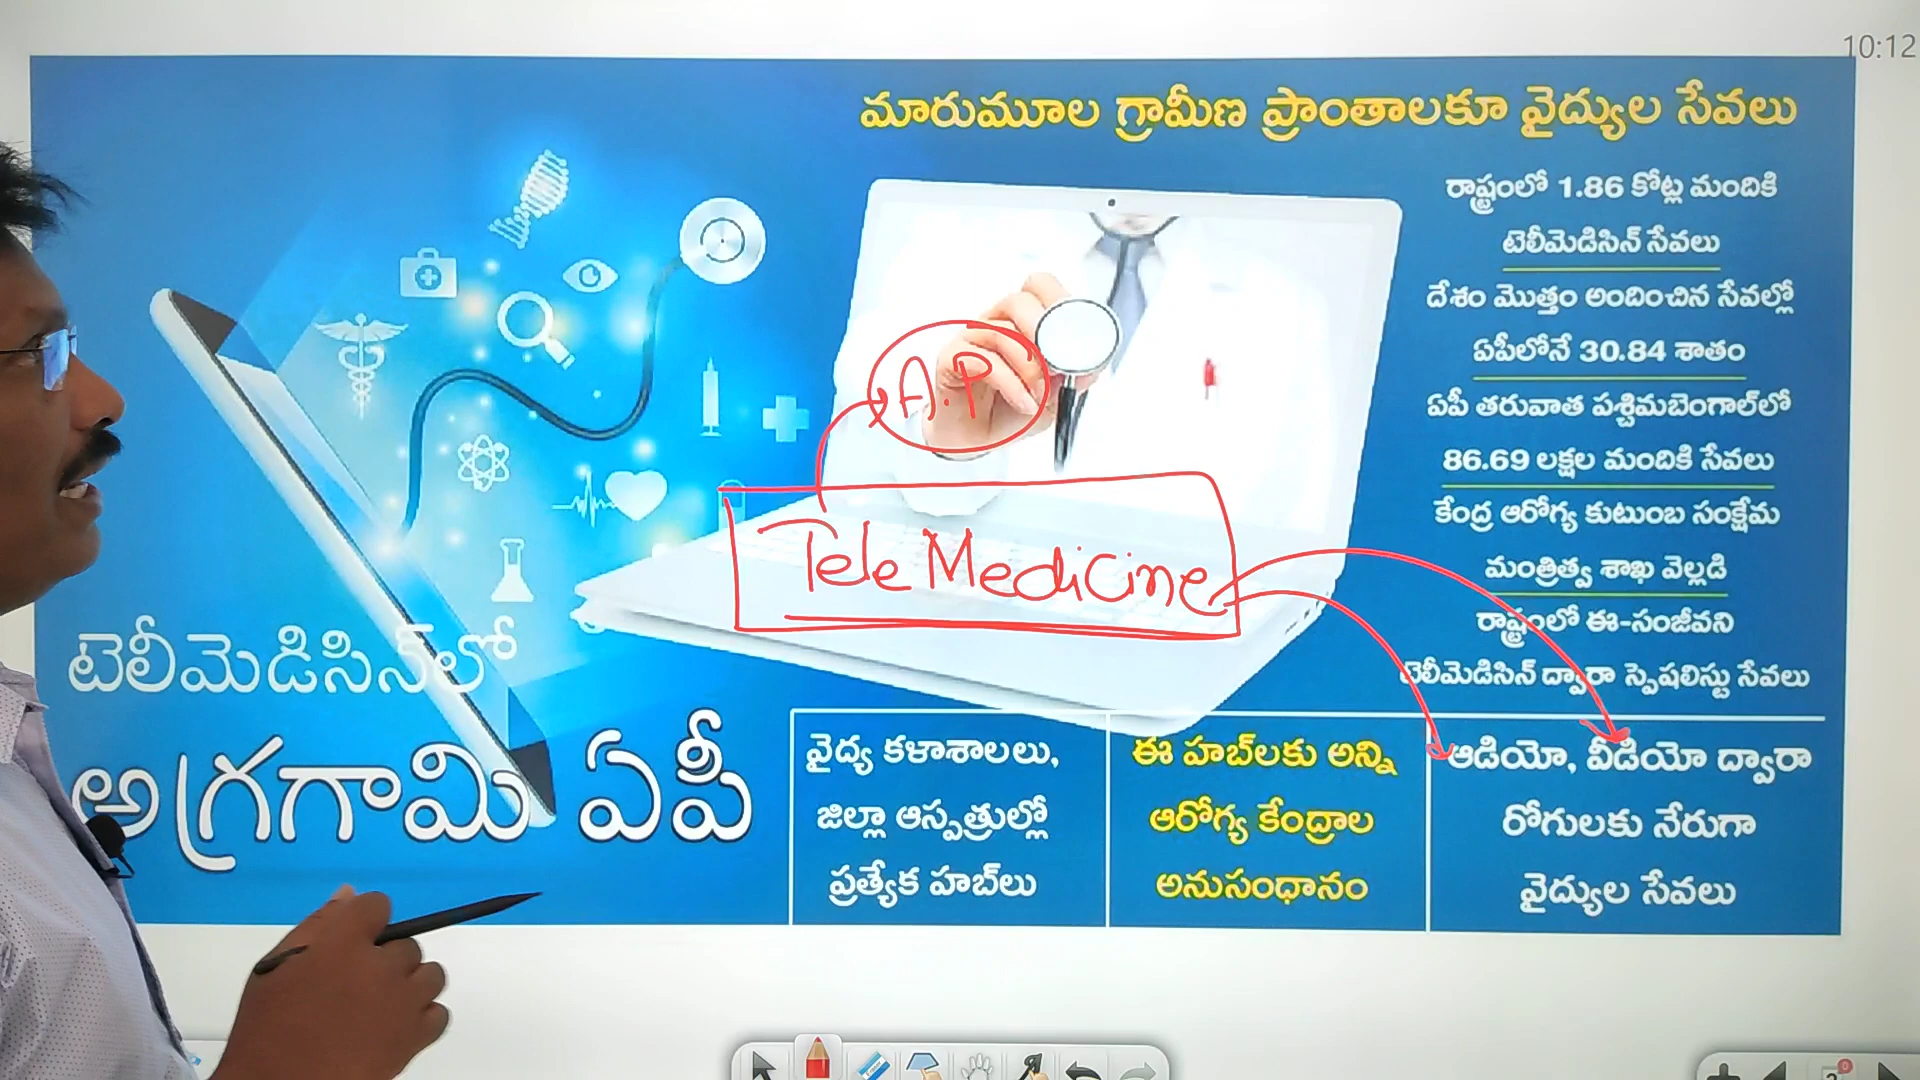 10:12
మారుమూల గ్రామీణ ప్రాంతాలకూ వైద్యుల సేవలు
రాష్ట్రంలో 1.86 కోట్ల మందికి
టెలీమెడిసిన్ సేవలు
దేశం మొత్తం అందించిన సేవల్లో
ఏపీలోనే 30.84 శాతం
ఏపీ తరువాత పశ్చిమబెంగాల్‌లో
86.69 లక్షల మందికి సేవలు
కేంద్ర ఆరోగ్య కుటుంబ సంక్షేమ
మంత్రిత్వ శాఖ వెల్లడి
రాష్ట్రంలో ఈ-సంజీవని
టెలీమెడిసిన్ ద్వారా స్పెషలిస్టు సేవలు
A.P
Tele Medicine
టెలీమెడిసిన్‌లో
అగ్రగామి ఏపీ
వైద్య కళాశాలలు,
జిల్లా ఆస్పత్రుల్లో
ప్రత్యేక హబ్‌లు
ఈ హబ్‌లకు అన్ని
ఆరోగ్య కేంద్రాల
అనుసంధానం
ఆడియో, వీడియో ద్వారా
రోగులకు నేరుగా
వైద్యుల సేవలు